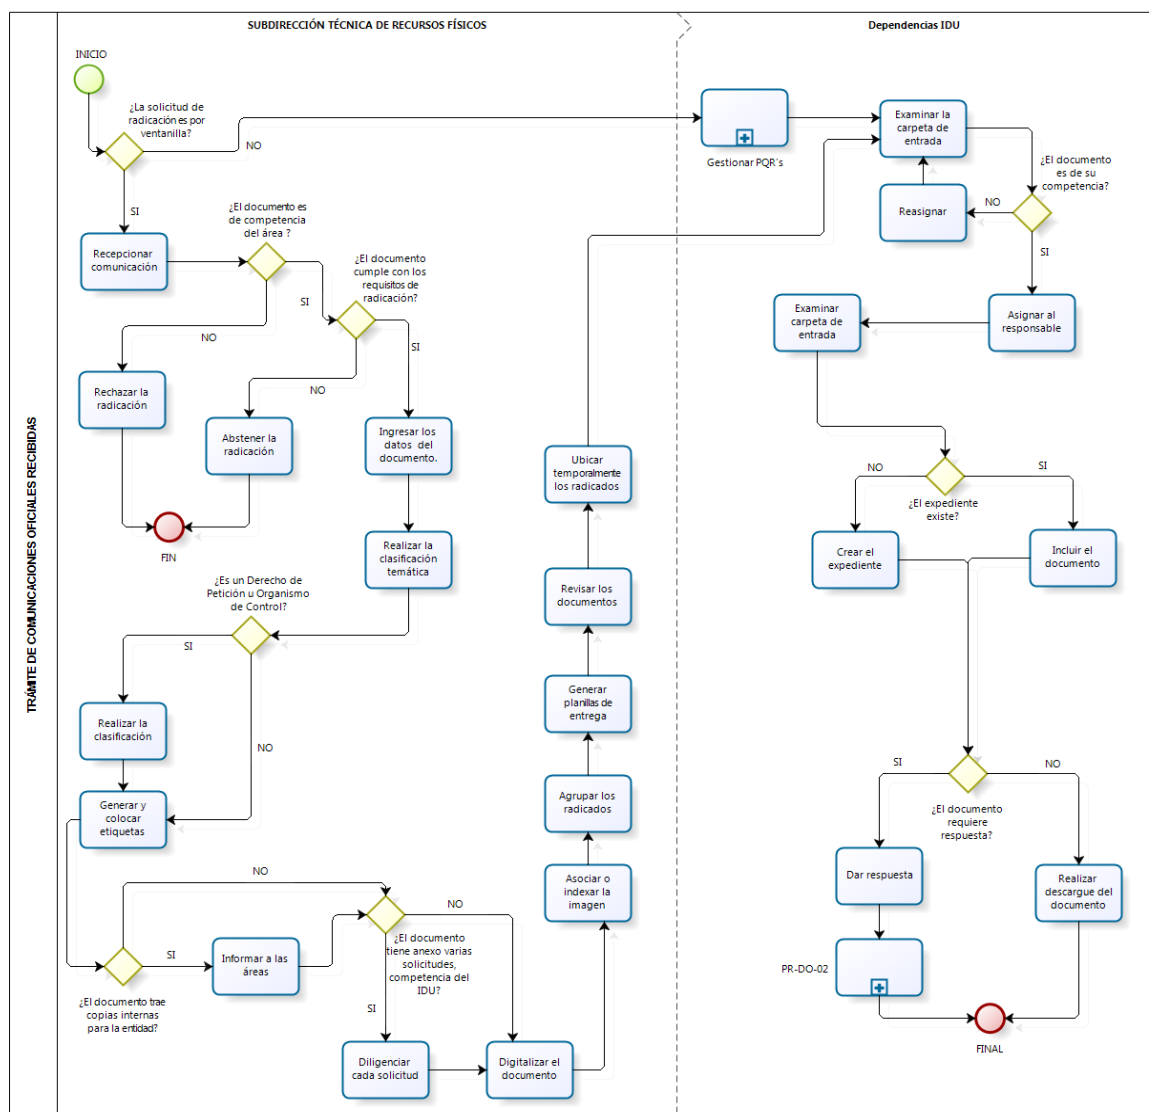 SUBDIRECCIÓN TÉCNICA DE RECURSOS FÍSICOS
Dependencias IDU
TRÁMITE DE COMUNICACIONES OFICIALES RECIBIDAS
INICIO
¿La solicitud de
radicación es por
ventanilla?
NO
SI
Recepcionar
comunicación
¿El documento es
de competencia
del área ?
SI
NO
Rechazar la
radicación
¿El documento
cumple con los
requisitos de
radicación?
SI
NO
Abstener la
radicación
FIN
Ingresar los
datos del
documento.
Realizar la
clasificación
temática
¿Es un Derecho de
Petición u Organismo
de Control?
SI
NO
Realizar la
clasificación
Generar y
colocar
etiquetas
¿El documento trae
copias internas
para la entidad?
NO
SI
Informar a las
áreas
¿El documento
tiene anexo varias
solicitudes,
competencia del
IDU?
NO
SI
Diligenciar
cada solicitud
Digitalizar el
documento
Asociar o
indexar la
imagen
Agrupar los
radicados
Generar
planillas de
entrega
Revisar los
documentos
Ubicar
temporalmente
los radicados
Gestionar PQR´s
Examinar la
carpeta de
entrada
¿El documento
es de su
competencia?
NO
Reasignar
SI
Asignar al
responsable
Examinar
carpeta de
entrada
NO
SI
¿El expediente
existe?
Crear el
expediente
Incluir el
documento
SI
NO
¿El documento
requiere
respuesta?
Dar respuesta
Realizar
descargue del
documento
PR-DO-02
FINAL